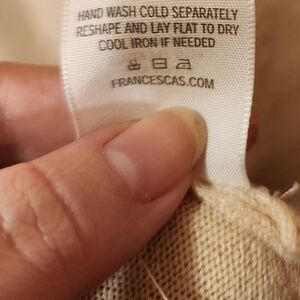 HAND WASH COLD SEPARATELY
RESHAPE AND LAY FLAT TO DRY
COOL IRON IF NEEDED
FRANCESCAS.COM